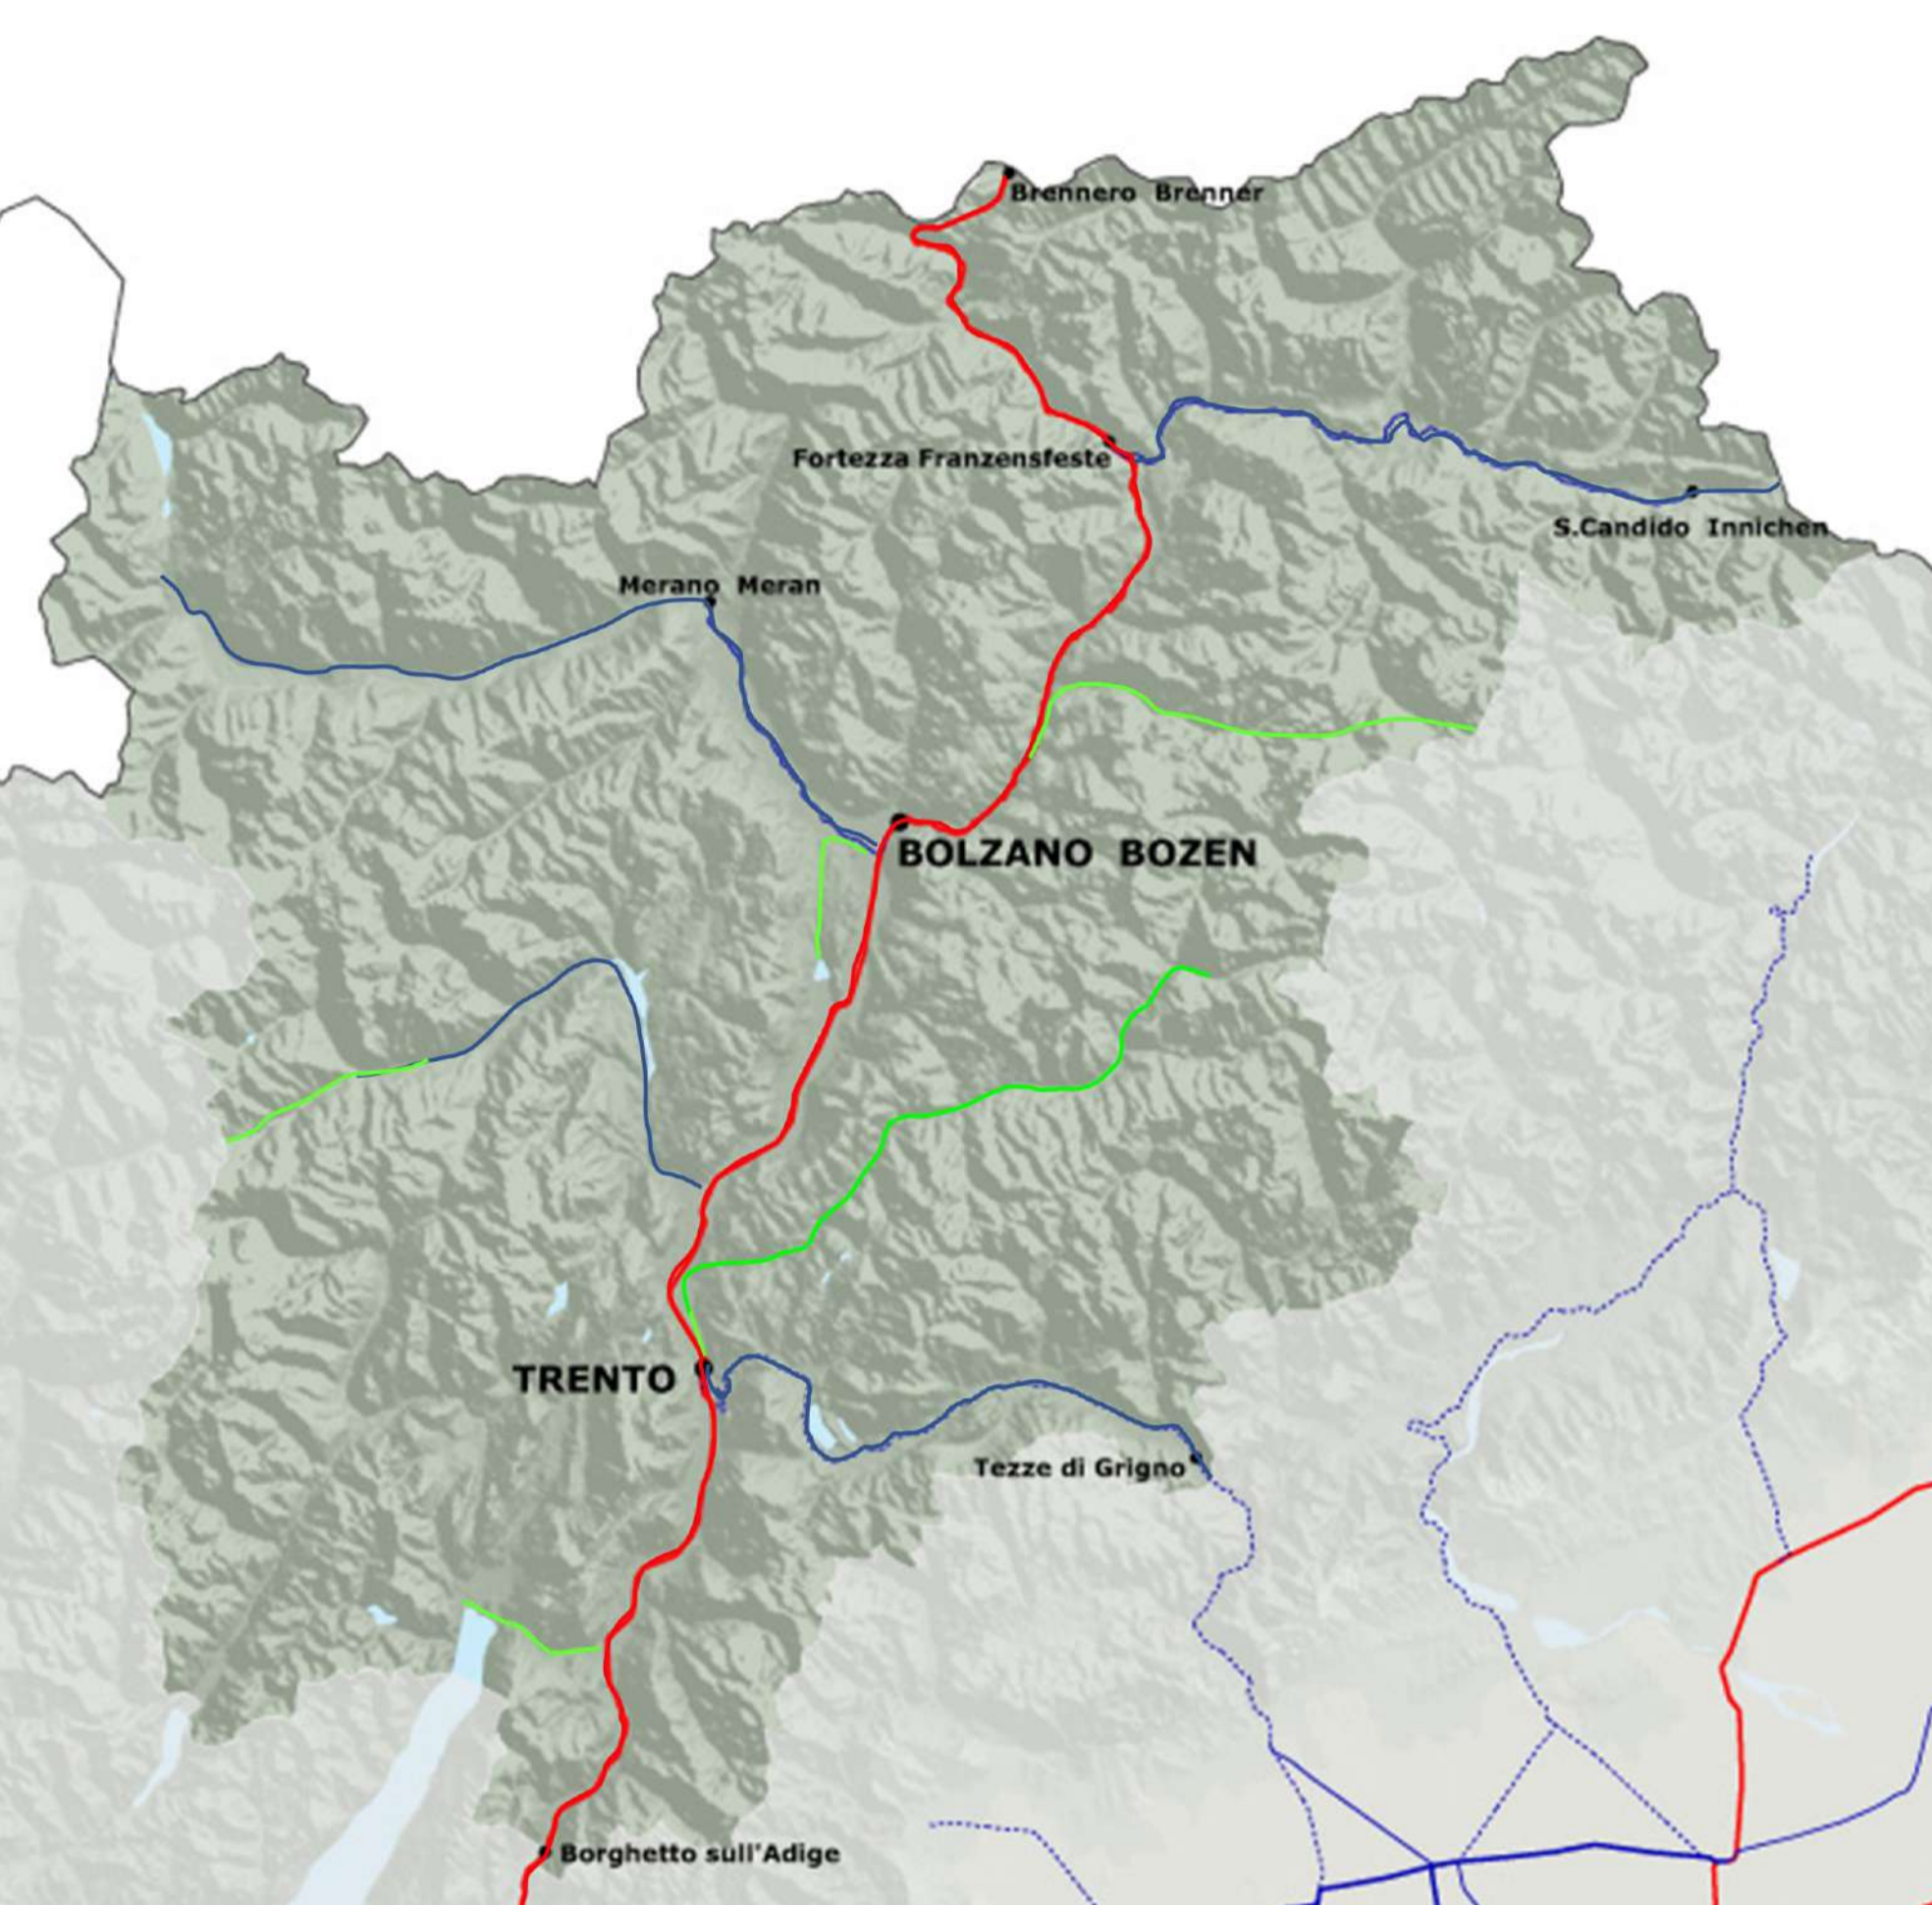 Brennero Brenner
Fortezza Franzensfeste
S.Candido Innichen
Merano Meran
BOLZANO BOZEN
TRENTO
Tezze di Grigno
Borghetto sull'Adige